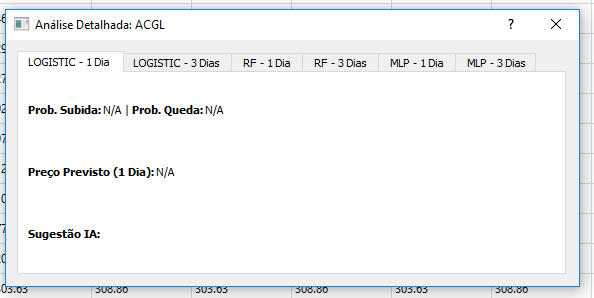 Análise Detalhada: ACGL
?
LOGISTIC - 1 Dia LOGISTIC - 3 Dias RF - 1 Dia RF - 3 Dias MLP - 1 Dia MLP - 3 Dias
Prob. Subida: N/A | Prob. Queda: N/A
Preço Previsto (1 Dia): N/A
Sugestão IA:
303.63 308.86 303.63 308.86 303.63 308.86